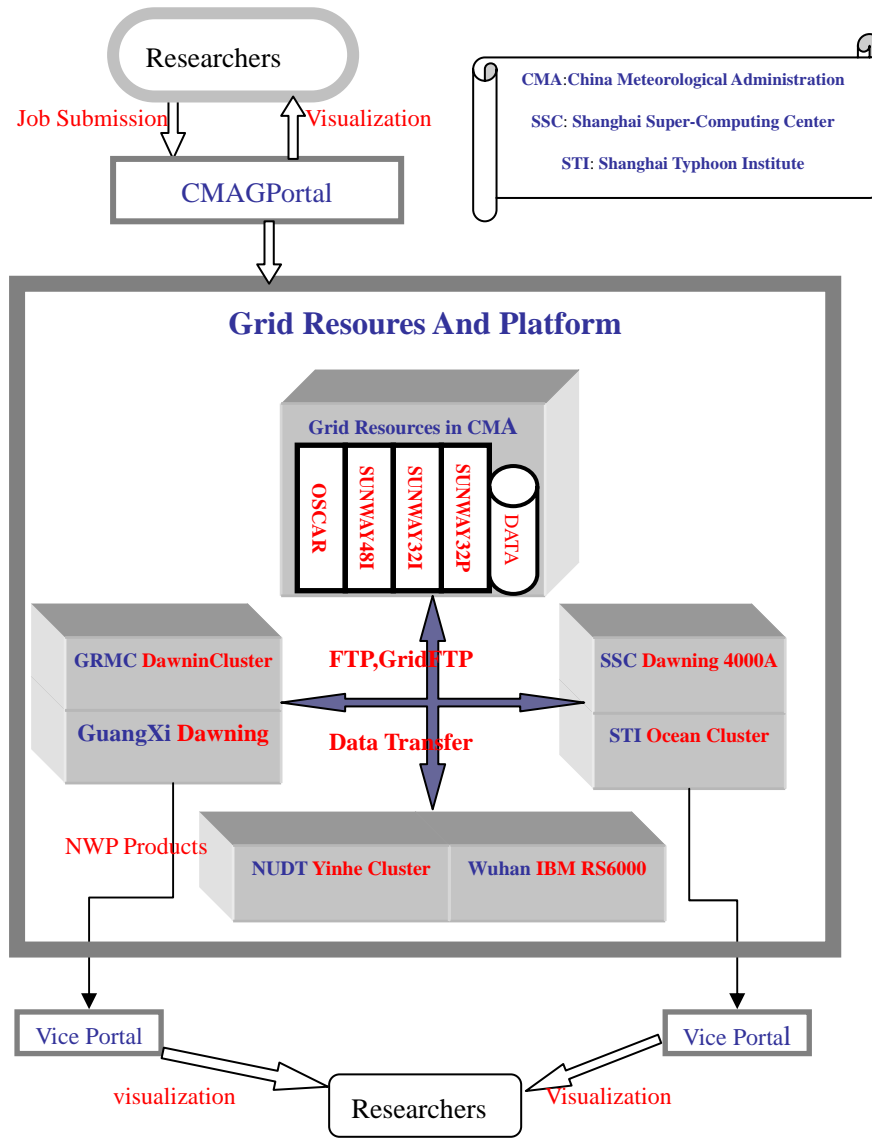 Researchers
Job Submission
Visualization
CMAGPortal
CMA:China Meteorological Administration
SSC: Shanghai Super-Computing Center
STI: Shanghai Typhoon Institute
Grid Resoures And Platform
Grid Resources in CMA
OSCAR
SUNWAY48I
SUNWAY32I
SUNWAY32P
DATA
GRMC DawninCluster
GuangXi Dawning
FTP,GridFTP
Data Transfer
SSC Dawning 4000A
STI Ocean Cluster
NWP Products
NUDT Yinhe Cluster
Wuhan IBM RS6000
Vice Portal
Vice Portal
visualization
Visualization
Researchers